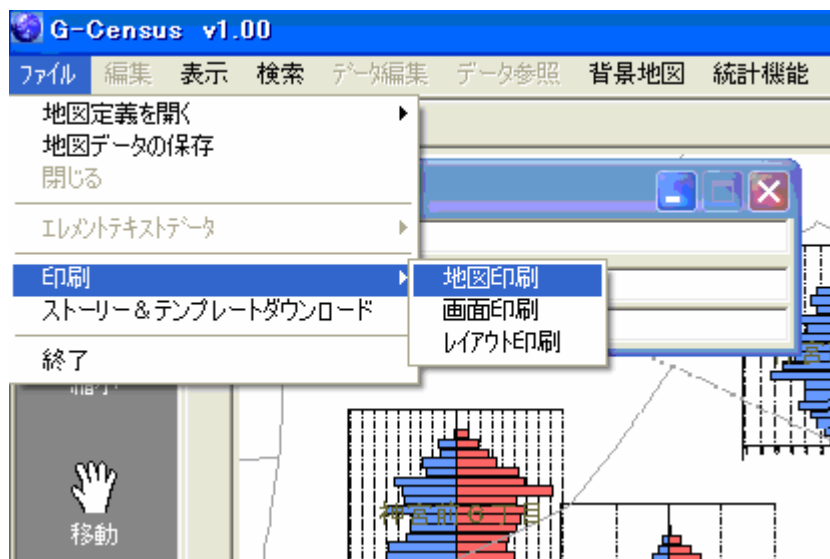 G-Census v1.00
ファイル 編集 表示 検索 データ編集 データ参照 背景地図 統計機能
地図定義を開く
地図データの保存
閉じる
エレメントテキストデータ
印刷
地図印刷
ストーリー&テンプレートダウンロード
画面印刷
レイアウト印刷
終了
移動
神宮前6丁目